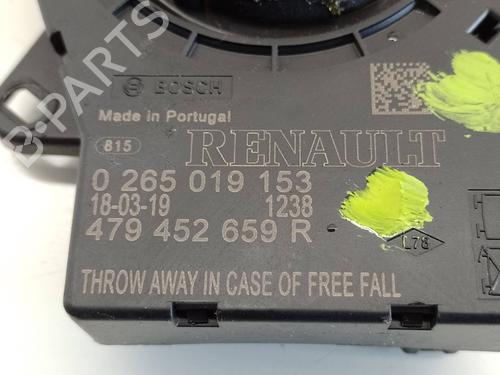 B-PARTS
BOSCH
Made in Portugal
815
RENAULT
0 265 019 153
18-03-19 1238
479 452 659 R
L78
THROW AWAY IN CASE OF FREE FALL